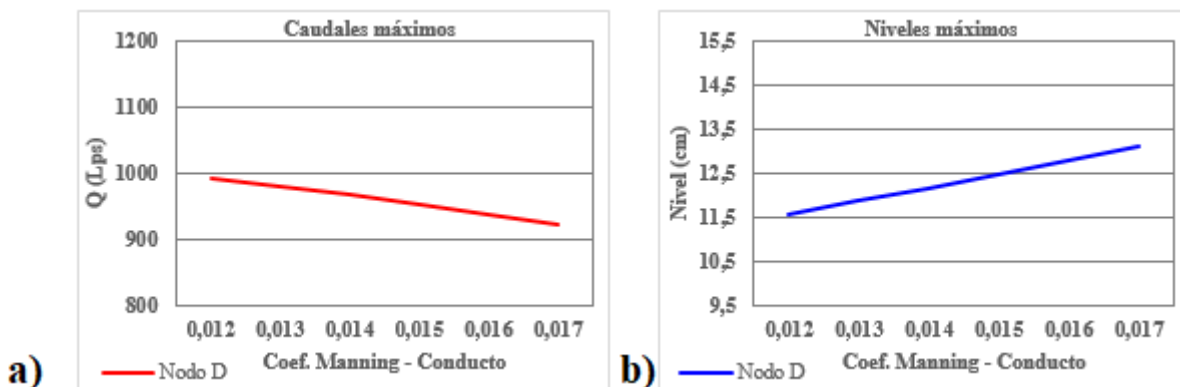 Caudales máximos
1200
1100
1000
900
800
Q (Lps)
0,012 0,013 0,014 0,015 0,016 0,017
Coef. Manning - Conducto
Nodo D
a)
Niveles máximos
15,5
14,5
13,5
12,5
11,5
10,5
9,5
Nivel (cm)
0,012 0,013 0,014 0,015 0,016 0,017
Coef. Manning - Conducto
Nodo D
b)